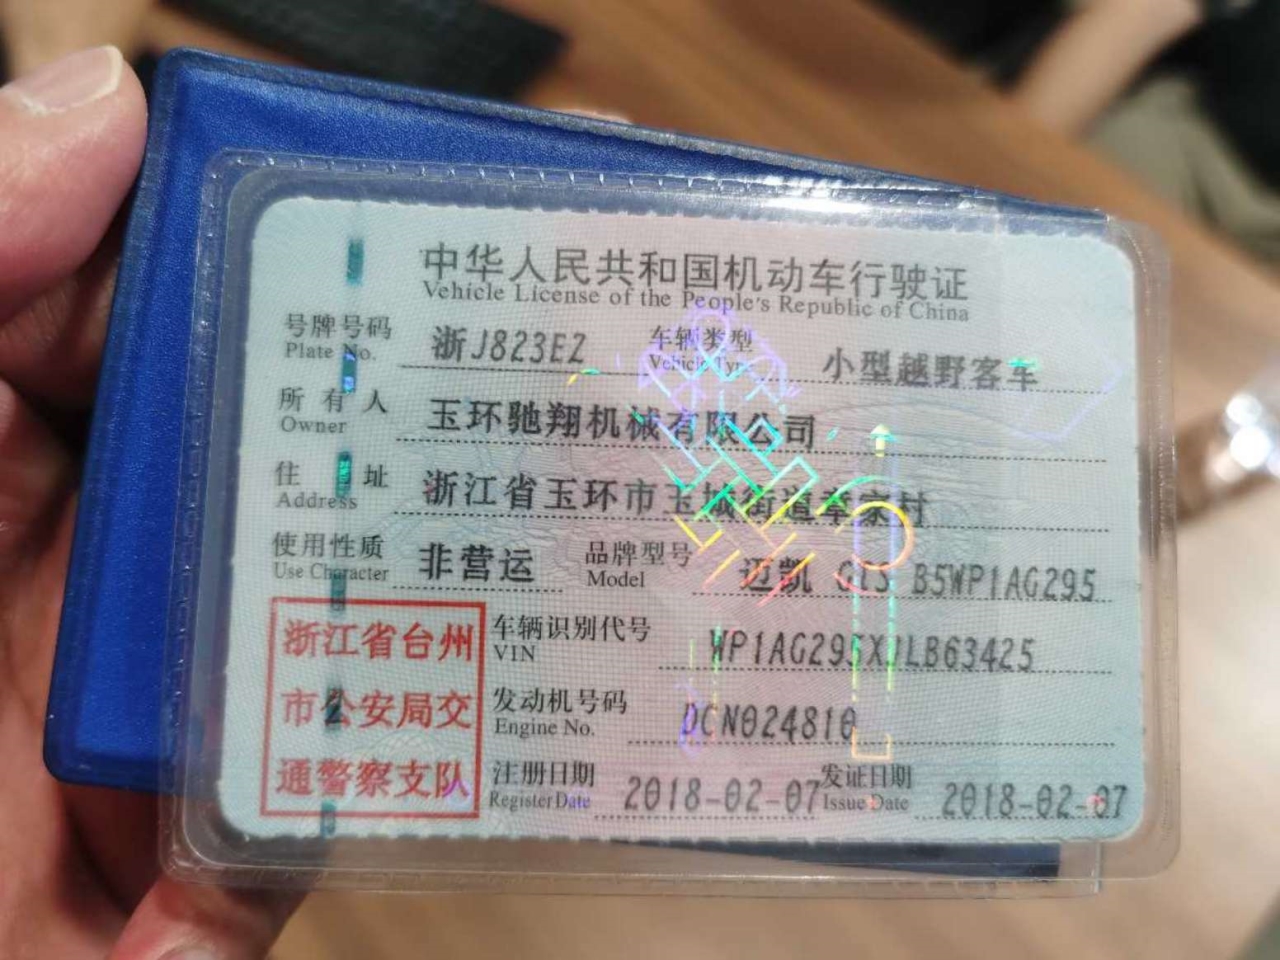 中华人民共和国机动车行驶证
Vehicle License of the People's Republic of China
号牌号码 浙J823EZ 车辆类型 小型越野客车
Plate No. Vehicle Type
所有人 玉环驰翔机械有限公司
Owner
住址 浙江省玉环市玉城街道章家村
Address
使用性质 非营运 品牌型号 迈凯 GLS B5WP1AG295
Use Character Model
浙江省台州
市公安局交
通警察支队
车辆识别代号 WP1AG295XJLB63425
VIN
发动机号码 DCN024810
Engine No.
注册日期 2018-02-07 发证日期 2018-02-07
Register Date Issue Date